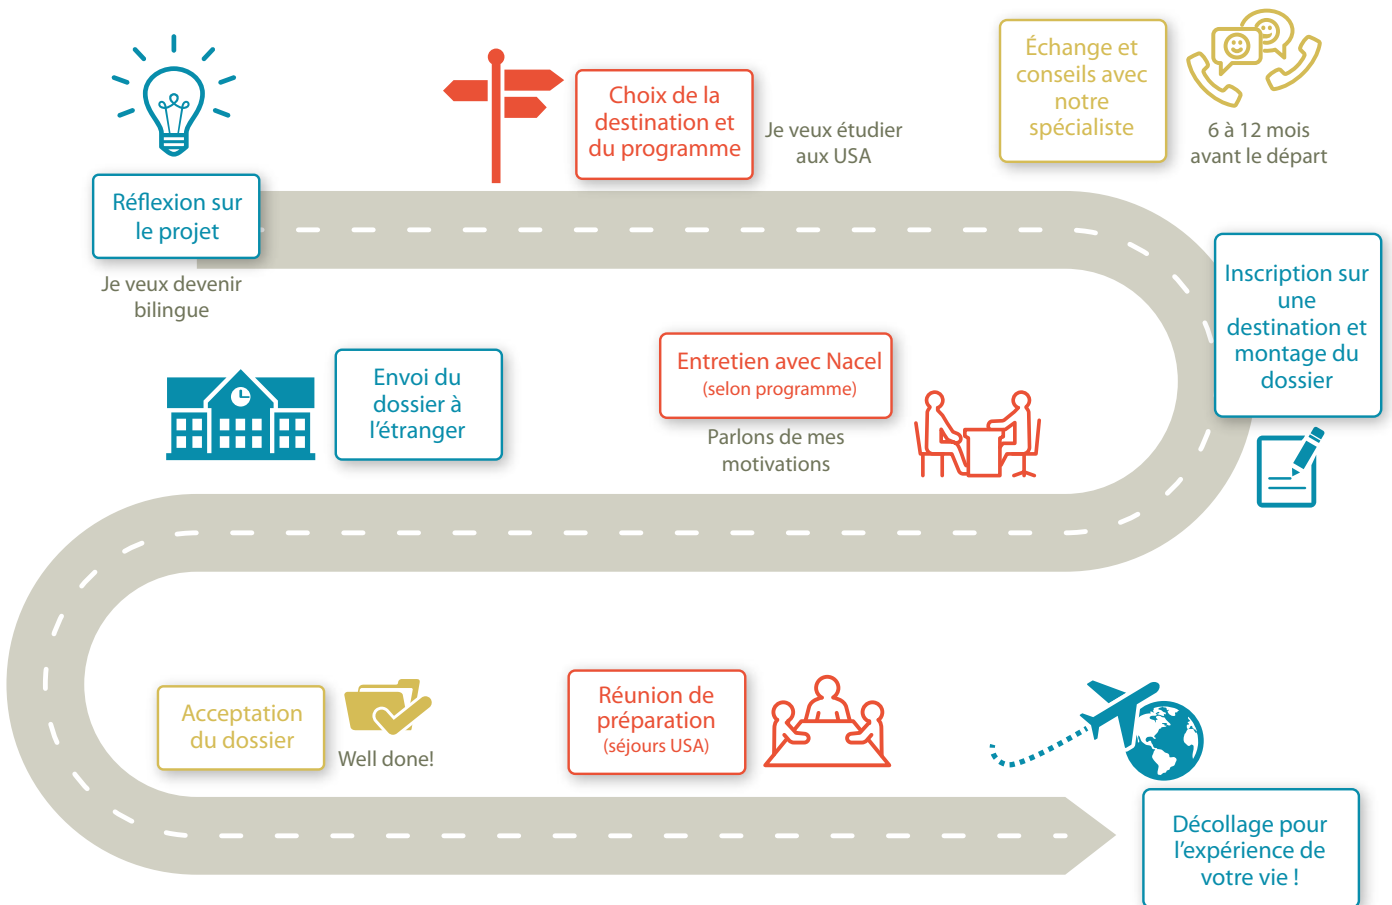 Réflexion sur
le projet
Je veux devenir
bilingue
Choix de la
destination et
du programme
Je veux étudier
aux USA
Échange et
conseils avec
notre
spécialiste
6 à 12 mois
avant le départ
Inscription sur
une
destination et
montage du
dossier
Entretien avec Nacel
(selon programme)
Parlons de mes
motivations
Envoi du
dossier à
l’étranger
Acceptation
du dossier
Well done!
Réunion de
préparation
(séjours USA)
Décollage pour
l’expérience de
votre vie !